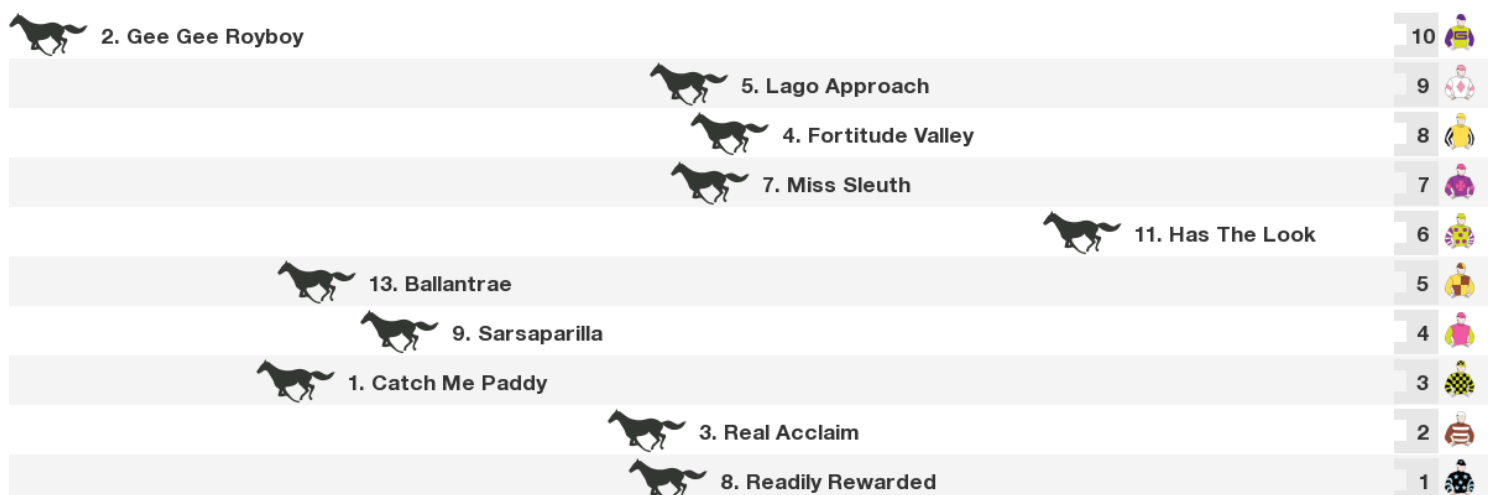 2. Gee Gee Royboy 10
5. Lago Approach 9
4. Fortitude Valley 8
7. Miss Sleuth 7
11. Has The Look 6
13. Ballantrae 5
9. Sarsaparilla 4
1. Catch Me Paddy 3
3. Real Acclaim 2
8. Readily Rewarded 1